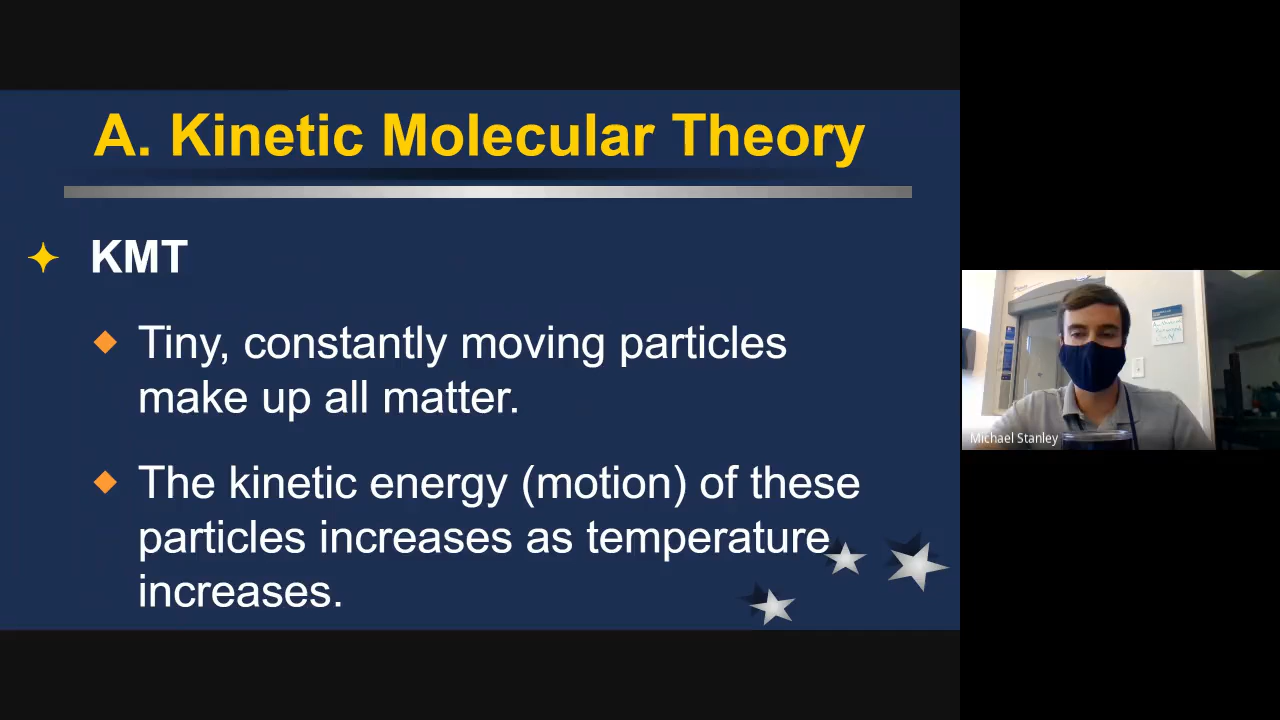 A. Kinetic Molecular Theory
KMT
Tiny, constantly moving particles
make up all matter.
The kinetic energy (motion) of these
particles increases as temperature
increases.
Michael Stanley